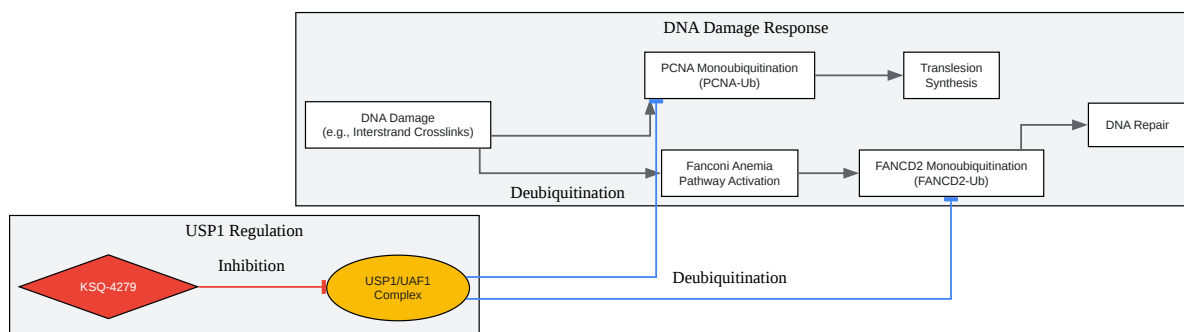 DNA Damage Response
PCNA Monoubiquitination
(PCNA-Ub)
Translesion
Synthesis
DNA Damage
(e.g., Interstrand Crosslinks)
DNA Repair
Fanconi Anemia
Pathway Activation
FANCD2 Monoubiquitination
(FANCD2-Ub)
Deubiquitination
USP1 Regulation
Inhibition
KSQ-4279
USP1/UAF1
Complex
Deubiquitination